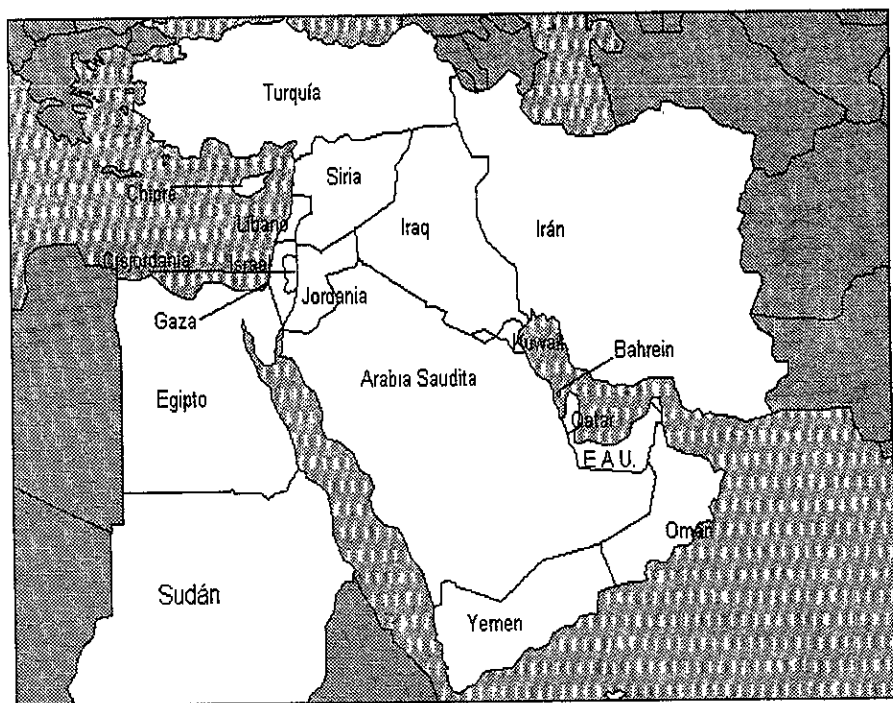 Turquía
Siria
Chipre
Líbano
Iraq
Irán
Cisjordania
Israel
Jordania
Gaza
Kuwait
Bahrein
Arabia Saudita
Egipto
Qatar
E.A.U.
Omán
Sudán
Yemen